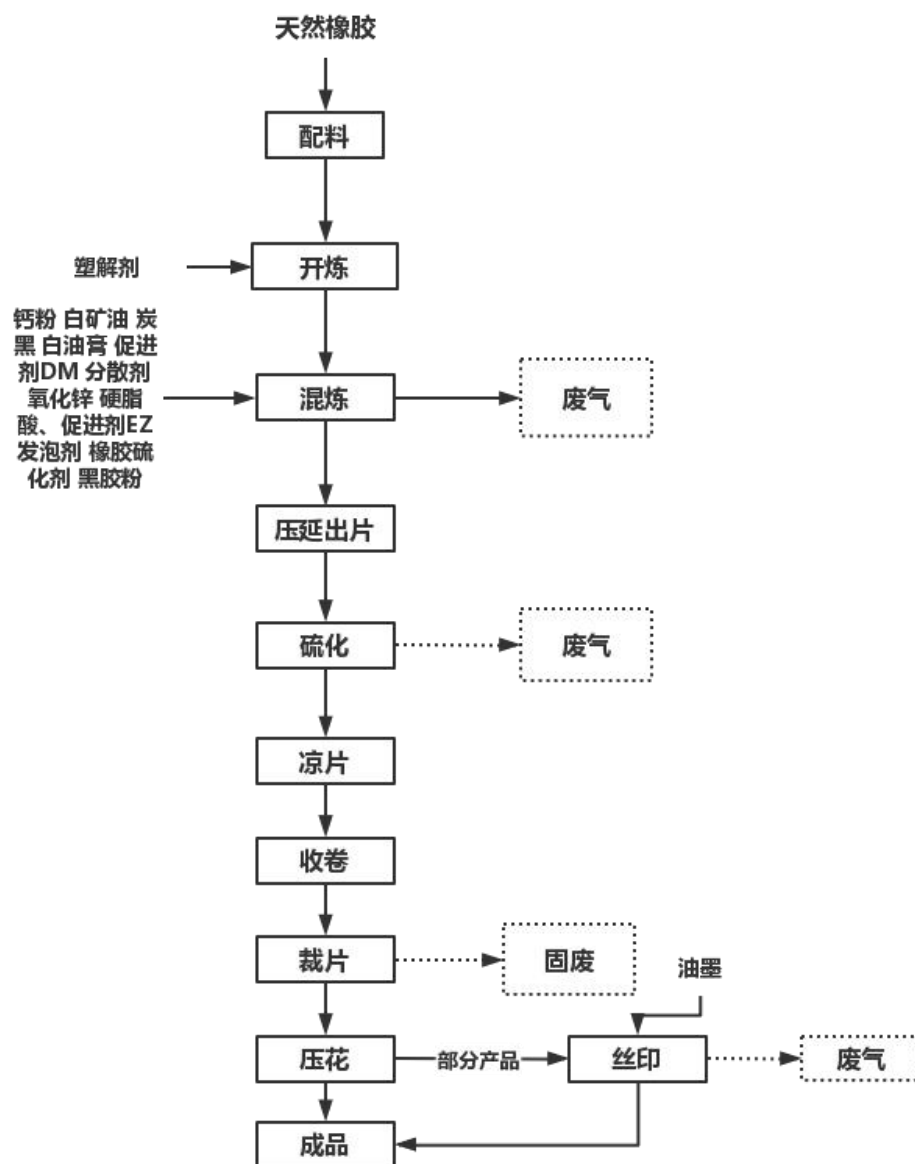 天然橡胶
配料
塑解剂
开炼
钙粉 白矿油 炭
黑 白油膏 促进
剂DM 分散剂
氧化锌 硬脂
酸、促进剂EZ
发泡剂 橡胶硫
化剂 黑胶粉
混炼
废气
压延出片
硫化
废气
凉片
收卷
裁片
固废
油墨
压花
部分产品
丝印
废气
成品